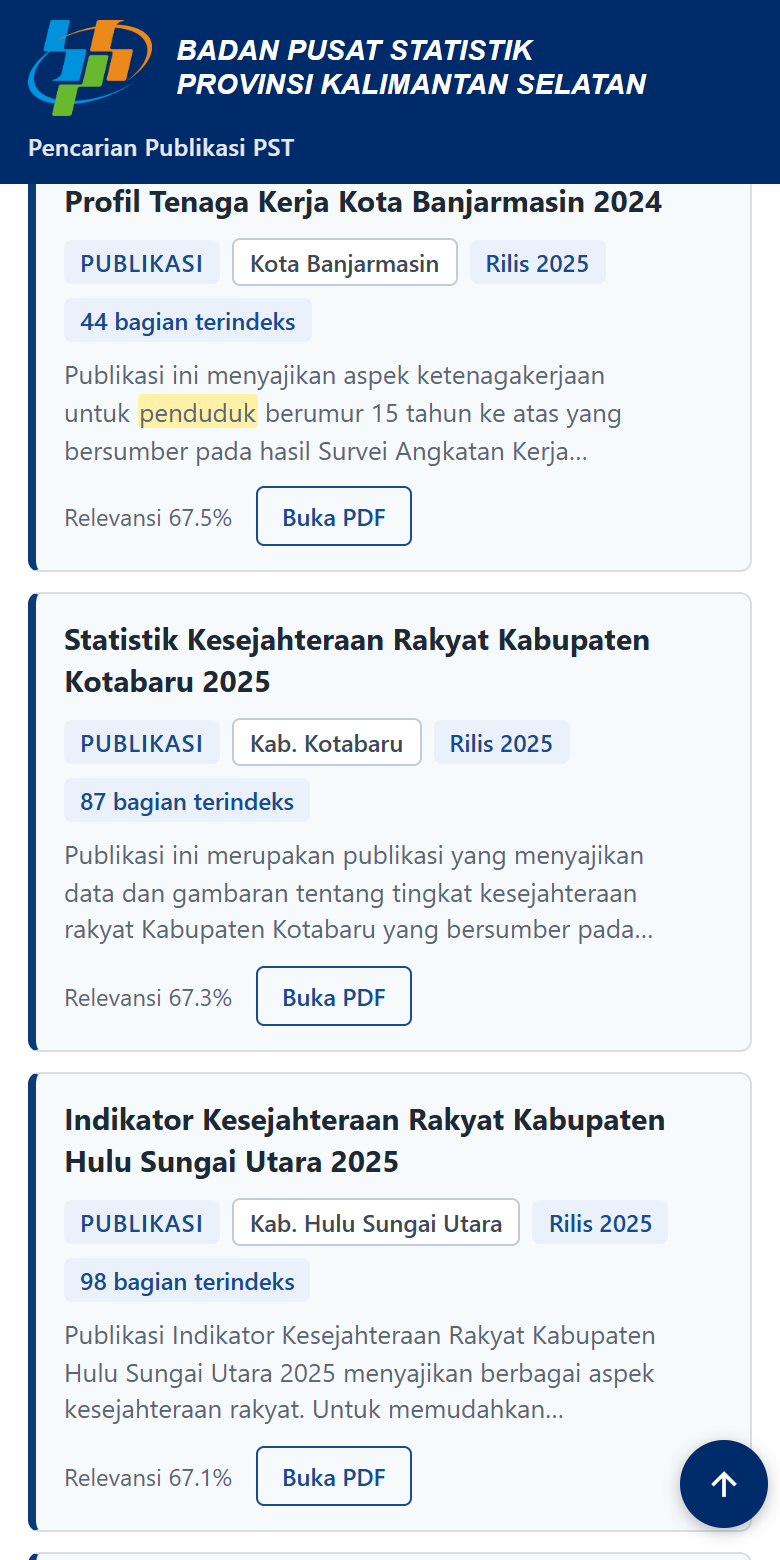 BADAN PUSAT STATISTIK
PROVINSI KALIMANTAN SELATAN
Pencarian Publikasi PST
Profil Tenaga Kerja Kota Banjarmasin 2024
PUBLIKASI Kota Banjarmasin Rilis 2025
44 bagian terindeks
Publikasi ini menyajikan aspek ketenagakerjaan
untuk penduduk berumur 15 tahun ke atas yang
bersumber pada hasil Survei Angkatan Kerja...
Relevansi 67.5% Buka PDF
Statistik Kesejahteraan Rakyat Kabupaten
Kotabaru 2025
PUBLIKASI Kab. Kotabaru Rilis 2025
87 bagian terindeks
Publikasi ini merupakan publikasi yang menyajikan
data dan gambaran tentang tingkat kesejahteraan
rakyat Kabupaten Kotabaru yang bersumber pada...
Relevansi 67.3% Buka PDF
Indikator Kesejahteraan Rakyat Kabupaten
Hulu Sungai Utara 2025
PUBLIKASI Kab. Hulu Sungai Utara Rilis 2025
98 bagian terindeks
Publikasi Indikator Kesejahteraan Rakyat Kabupaten
Hulu Sungai Utara 2025 menyajikan berbagai aspek
kesejahteraan rakyat. Untuk memudahkan...
Relevansi 67.1% Buka PDF